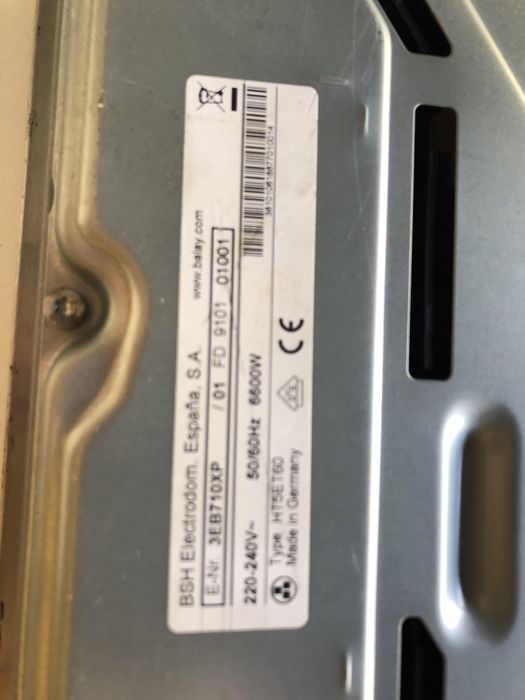 BSH Electrodom. España, S.A. www.balay.com
E-Nr. 3EB710XP / 01 FD 9101 01001
220-240V~ 50/60Hz 6600W
Type HT5ET60
Made in Germany
CE